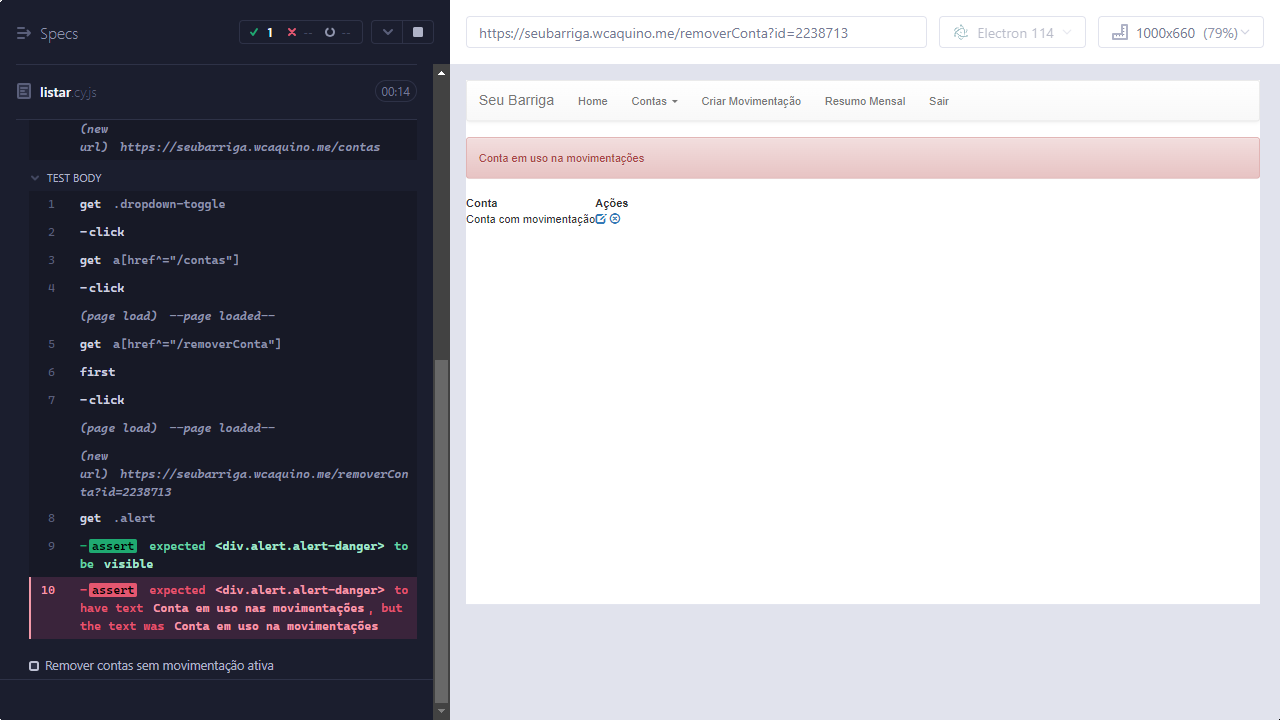 Specs
1 -- --
listar.cy.js 00:14
(new
url) https://seubarriga.wcaquino.me/contas
TEST BODY
1 get .dropdown-toggle
2 -click
3 get a[href^="/contas"]
4 -click
(page load) --page loaded--
5 get a[href^="/removerConta"]
6 first
7 -click
(page load) --page loaded--
(new
url) https://seubarriga.wcaquino.me/removerCon
ta?id=2238713
8 get .alert
9 -assert expected <div.alert.alert-danger> to
be visible
10 -assert expected <div.alert.alert-danger> to
have text Conta em uso nas movimentações, but
the text was Conta em uso na movimentações
Remover contas sem movimentação ativa
https://seubarriga.wcaquino.me/removerConta?id=2238713
Electron 114
1000x660 (79%)
Seu Barriga Home Contas Criar Movimentação Resumo Mensal Sair
Conta em uso na movimentações
Conta Ações
Conta com movimentação